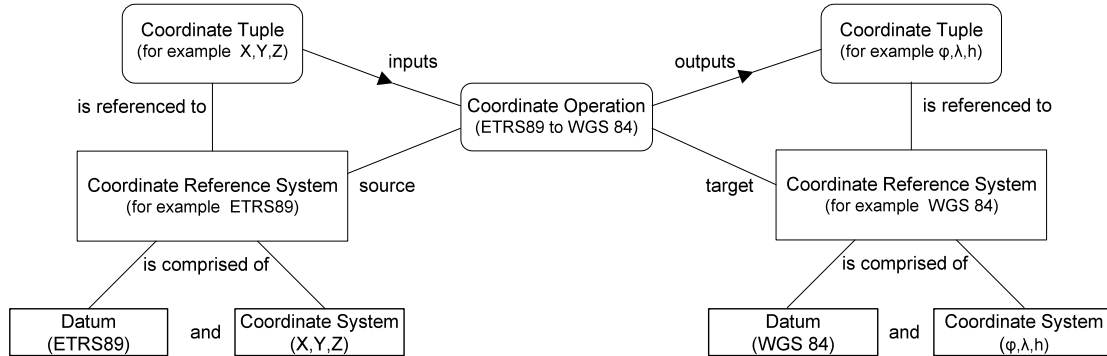 Coordinate Tuple
(for example X,Y,Z)
inputs
outputs
Coordinate Tuple
(for example φ,λ,h)
is referenced to
Coordinate Operation
(ETRS89 to WGS 84)
is referenced to
Coordinate Reference System
(for example ETRS89)
source
target
Coordinate Reference System
(for example WGS 84)
is comprised of
is comprised of
Datum
(ETRS89)
and
Coordinate System
(X,Y,Z)
Datum
(WGS 84)
and
Coordinate System
(φ,λ,h)